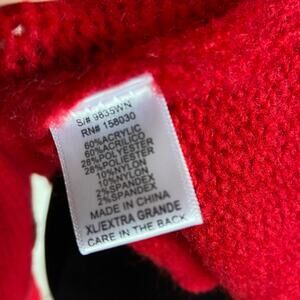 S/# 9835WN
RN# 158030
60%ACRYLIC
60%ACRILICO
28%POLYESTER
28%POLIESTER
10%NYLON
10%NYLON
2%SPANDEX
2%SPANDEX
MADE IN CHINA
XL/EXTRA GRANDE
CARE IN THE BACK